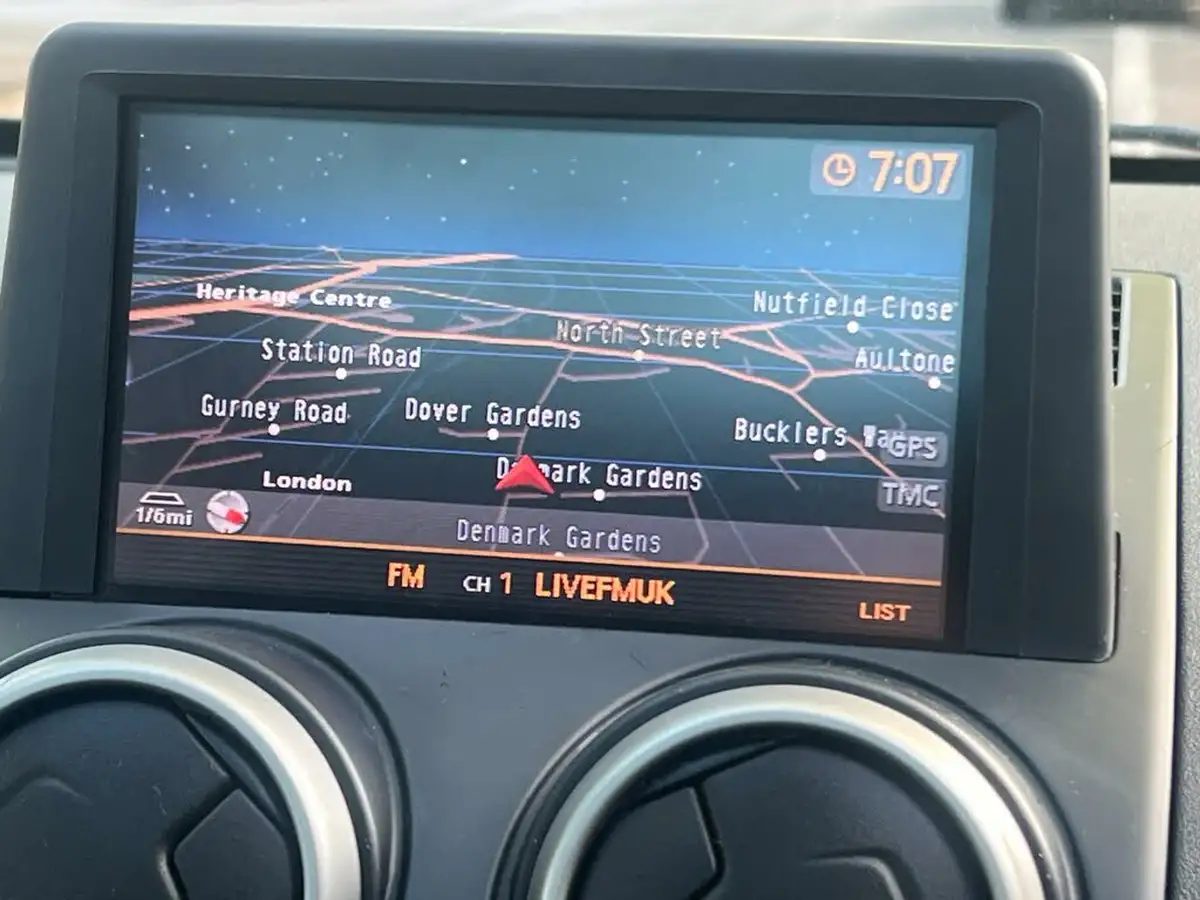 7:07
Heritage Centre
Nutfield Close
North Street
Station Road
Aultone
Gurney Road
Dover Gardens
Bucklers
GPS
Denmark Gardens
London
TMC
1/6mi
Denmark Gardens
FM CH 1 LIVEFMUK
LIST